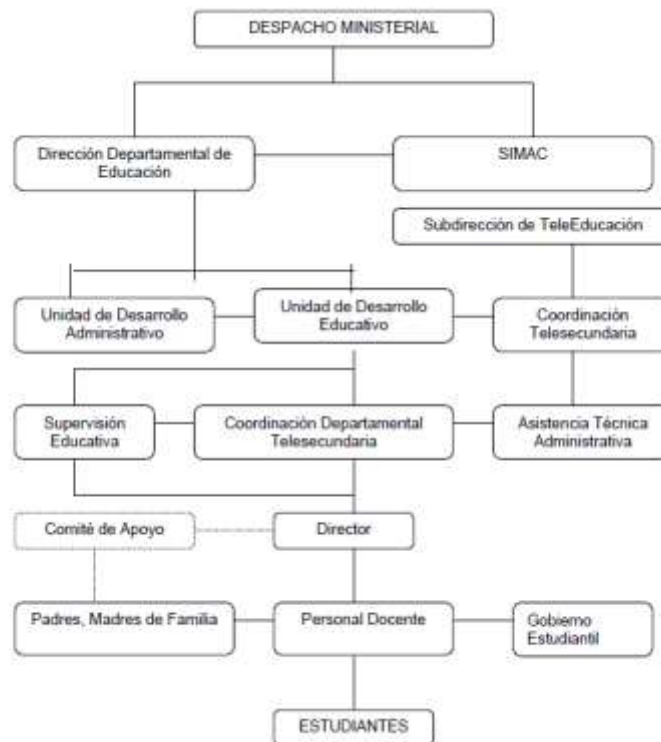 DESPACHO MINISTERIAL
Dirección Departamental de
Educación
SIMAC
Subdirección de TeleEducación
Unidad de Desarrollo
Administrativo
Unidad de Desarrollo
Educativo
Coordinación
Telesecundaria
Supervisión
Educativa
Coordinación Departamental
Telesecundaria
Asistencia Técnica
Administrativa
Comité de Apoyo
Director
Padres, Madres de Familia
Personal Docente
Gobierno
Estudiantil
ESTUDIANTES